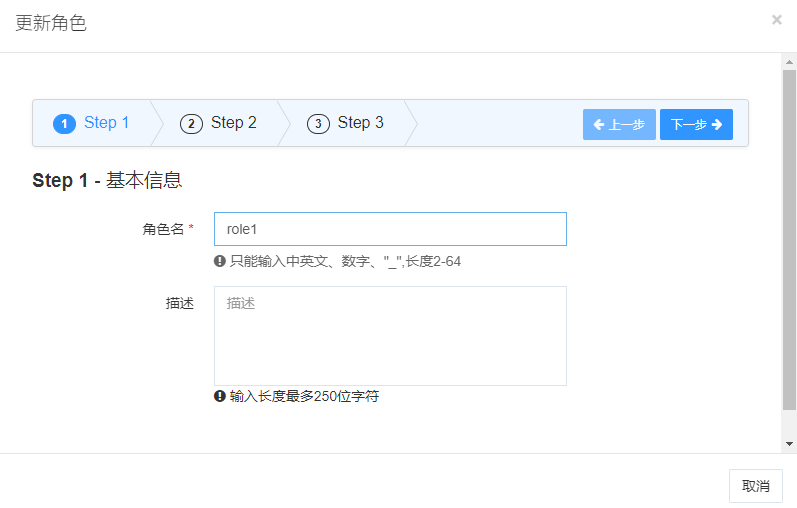 更新角色
×
1 Step 1 2 Step 2 3 Step 3 上一步 下一步
Step 1 - 基本信息
角色名 * role1
只能输入中英文、数字、"_",长度2-64
描述 描述
输入长度最多250位字符
取消